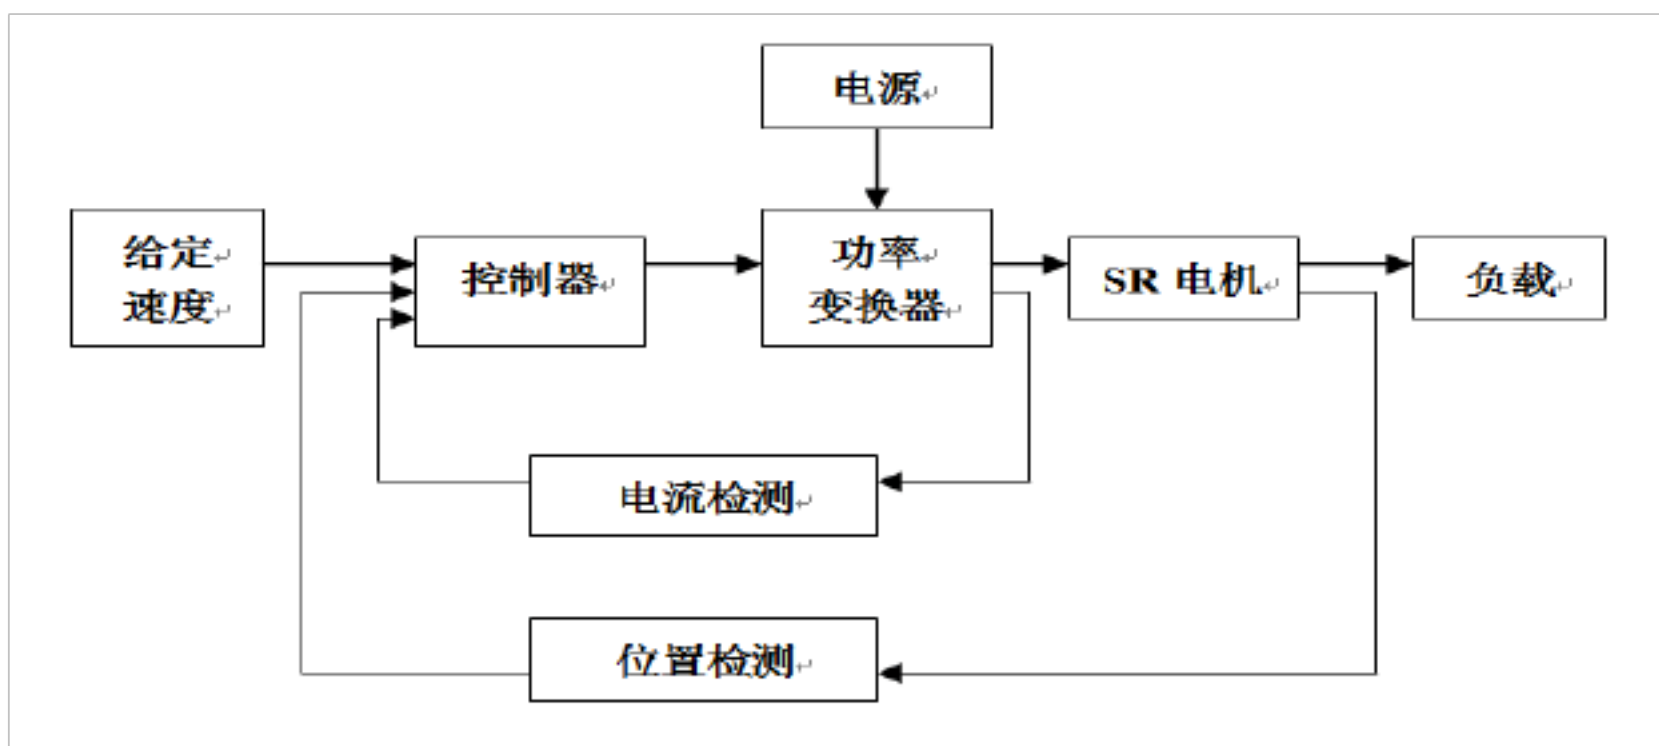 电源
给定
速度
控制器
功率
变换器
SR 电机
负载
电流检测
位置检测